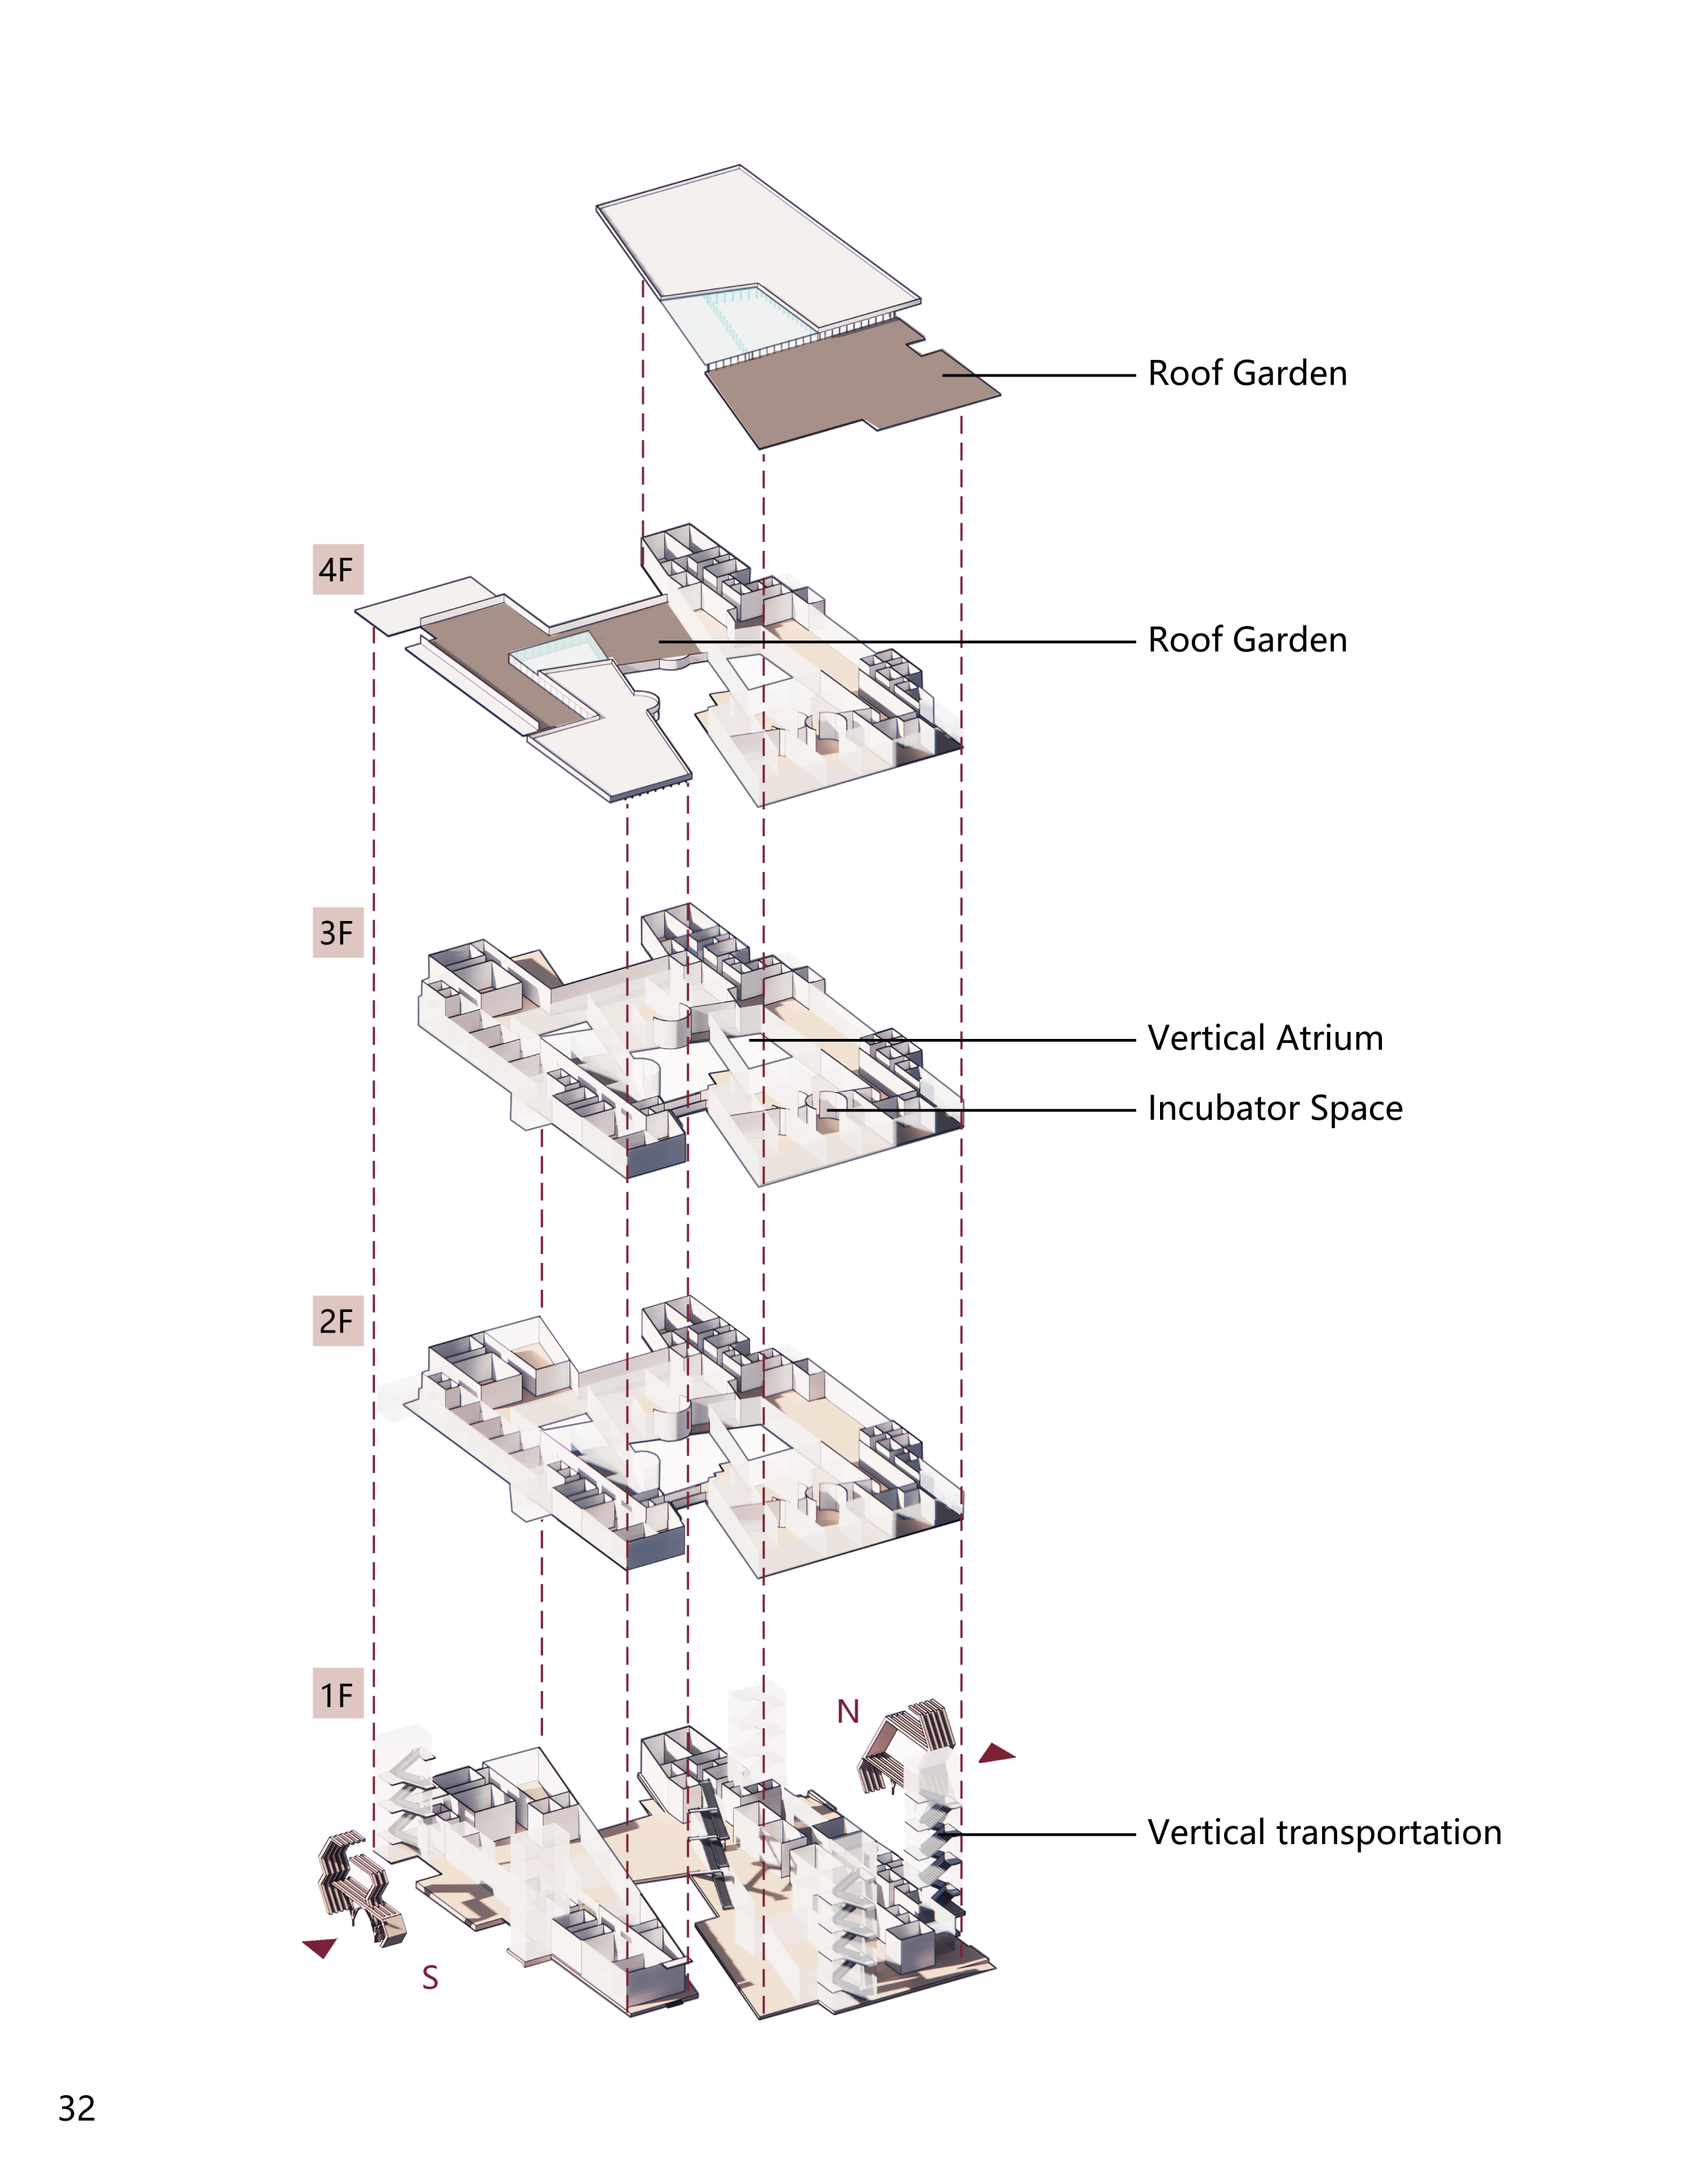 Roof Garden
4F
Roof Garden
3F
Vertical Atrium
Incubator Space
2F
1F
N
Vertical transportation
S
32